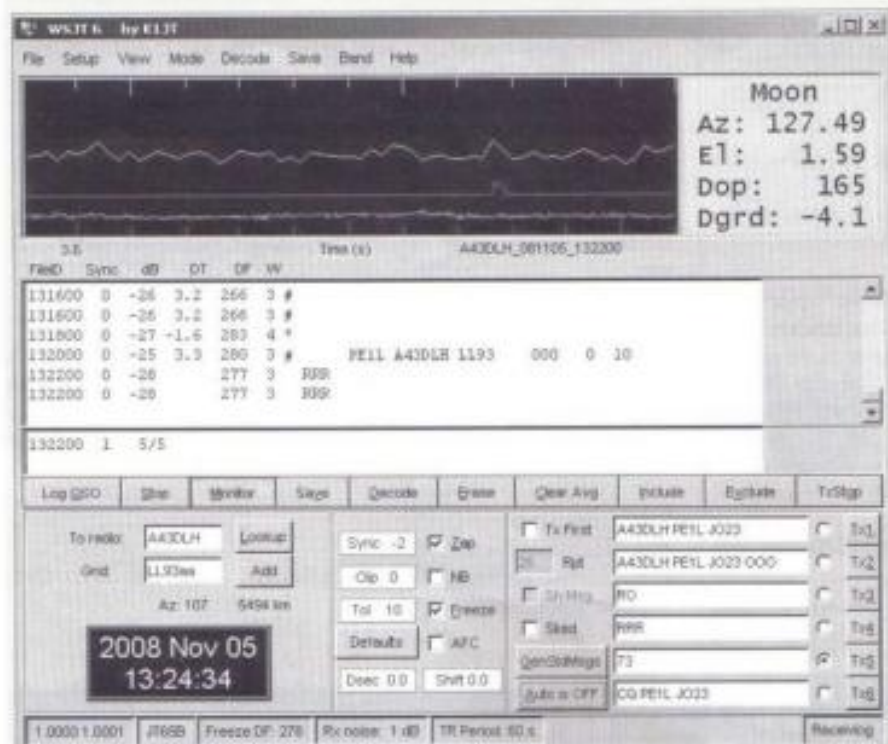 WSJT 6 by K1JT
File Setup View Mode Decode Save Band Help
Moon
Az: 127.49
El: 1.59
Dop: 165
Dgrd: -4.1
3.6 Time (s) A43DLH_081105_132200
FileID Sync dB DT DF W
131600 0 -26 3.2 266 3 #
131600 0 -26 3.2 266 3 #
131800 0 -27 -1.6 283 4 *
132000 0 -25 3.3 280 3 # PE1L A43DLH LL93 OOO 0 10
132200 0 -28 277 3 RRR
132200 0 -28 277 3 RRR
132200 1 5/5
Log QSO Stop Monitor Save Decode Erase Clear Avg Include Exclude TxStop
To radio: A43DLH Lookup
Grid: LL93aa Add
Az: 107 5494 km
2008 Nov 05
13:24:34
Sync -2 Zap
Clip 0 NB
Tol 10 Freeze
Defaults AFC
Dsec 0.0 Shift 0.0
Tx First A43DLH PE1L JO23 Tx1
26 Rpt A43DLH PE1L JO23 OOO Tx2
Sh Msg RO Tx3
Sked RRR Tx4
GenStdMsgs 73 Tx5
Auto is OFF CQ PE1L JO23 Tx6
1.0000 1.0001 JT65B Freeze DF: 278 Rx noise: 1 dB TR Period: 60 s Receiving